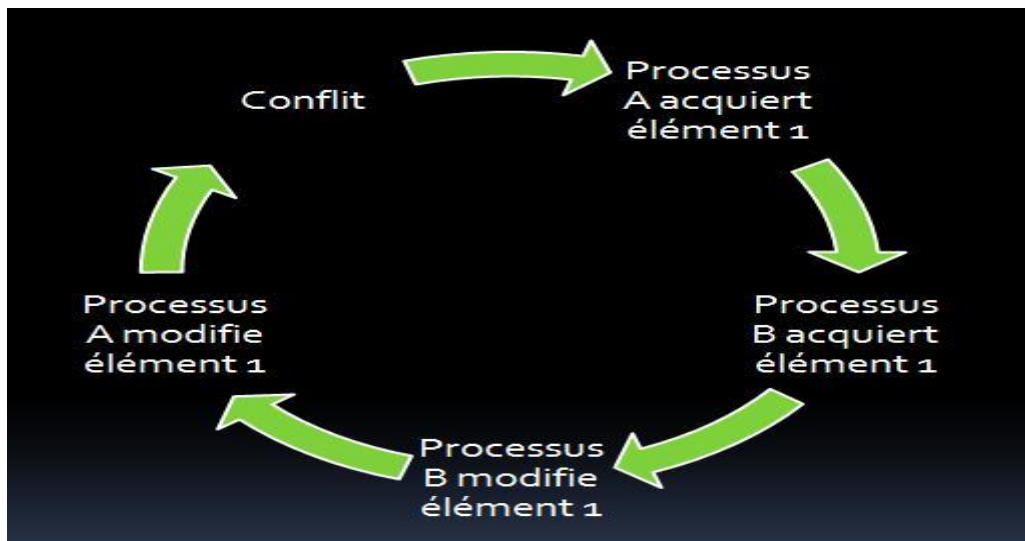 Conflit
Processus
A acquiert
élément 1
Processus
B acquiert
élément 1
Processus
B modifie
élément 1
Processus
A modifie
élément 1